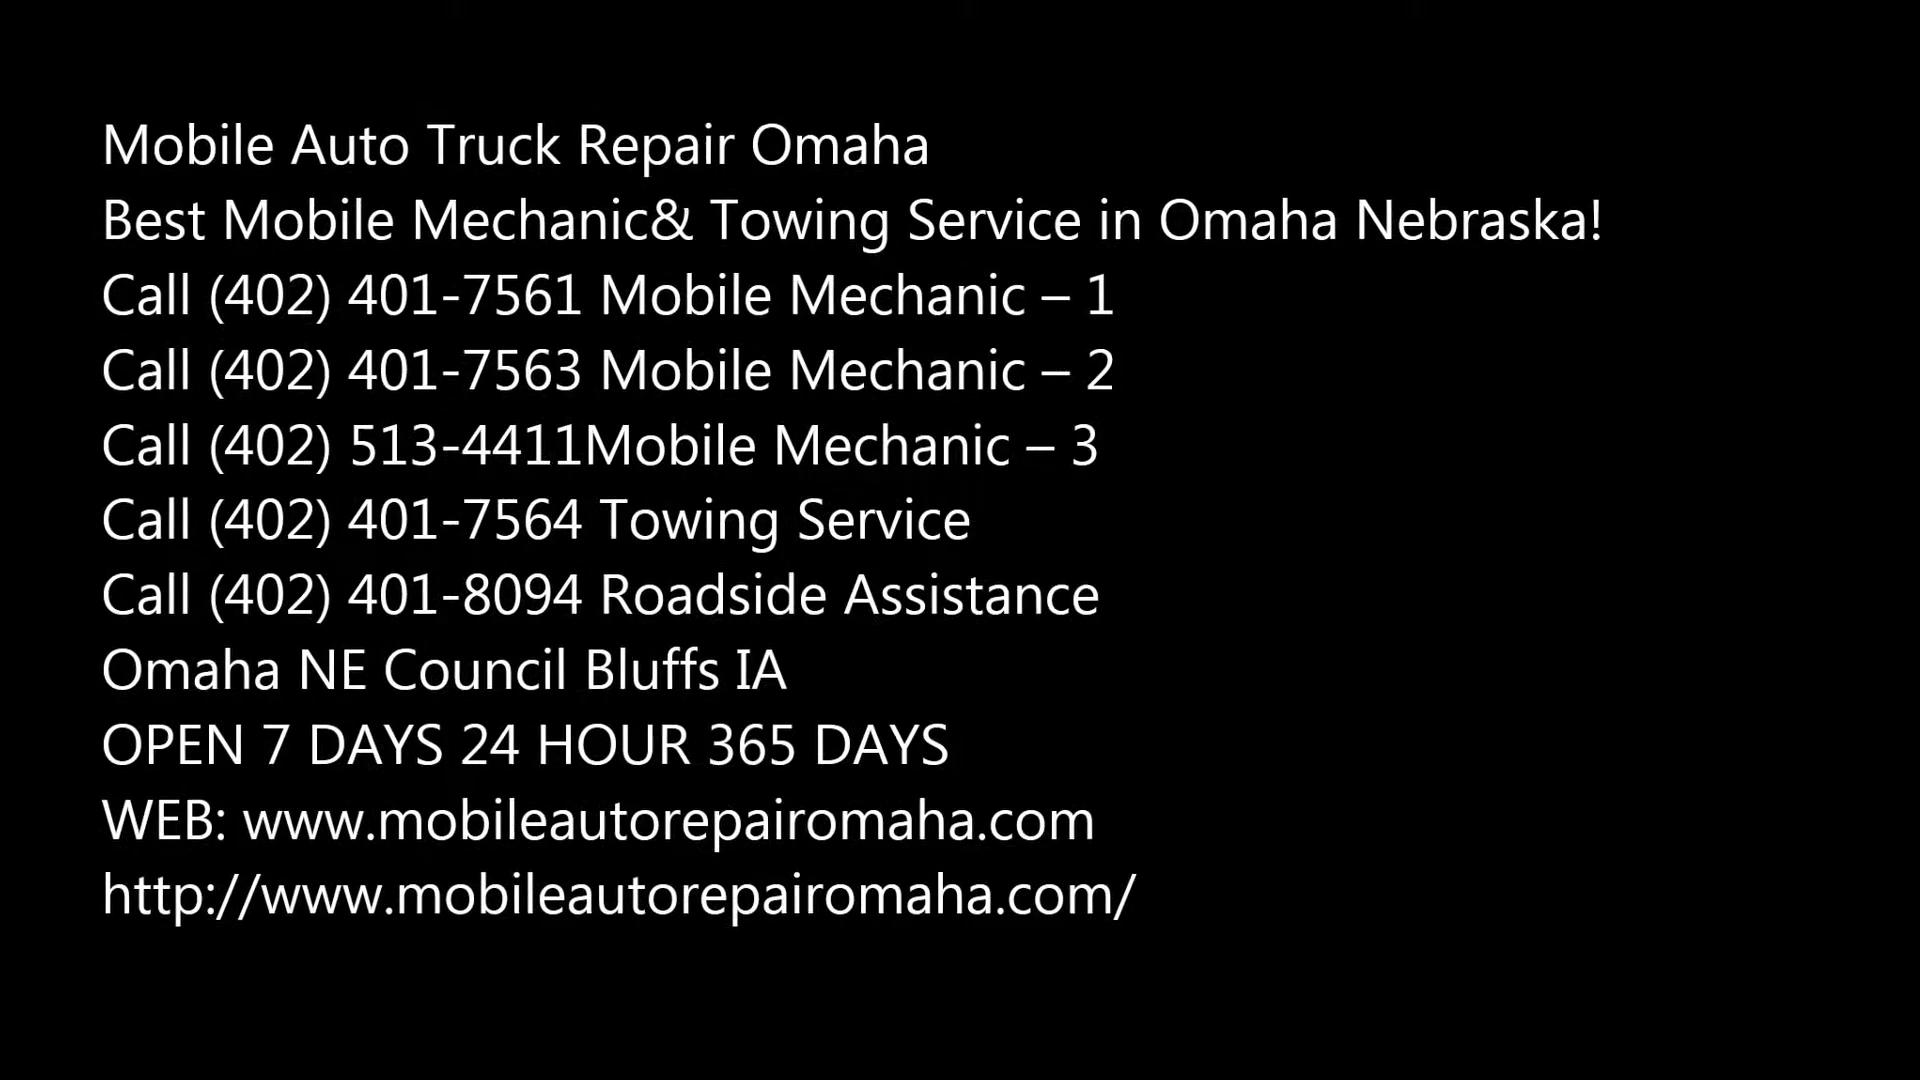 Mobile Auto Truck Repair Omaha
Best Mobile Mechanic& Towing Service in Omaha Nebraska!
Call (402) 401-7561 Mobile Mechanic – 1
Call (402) 401-7563 Mobile Mechanic – 2
Call (402) 513-4411Mobile Mechanic – 3
Call (402) 401-7564 Towing Service
Call (402) 401-8094 Roadside Assistance
Omaha NE Council Bluffs IA
OPEN 7 DAYS 24 HOUR 365 DAYS
WEB: www.mobileautorepairomaha.com
http://www.mobileautorepairomaha.com/